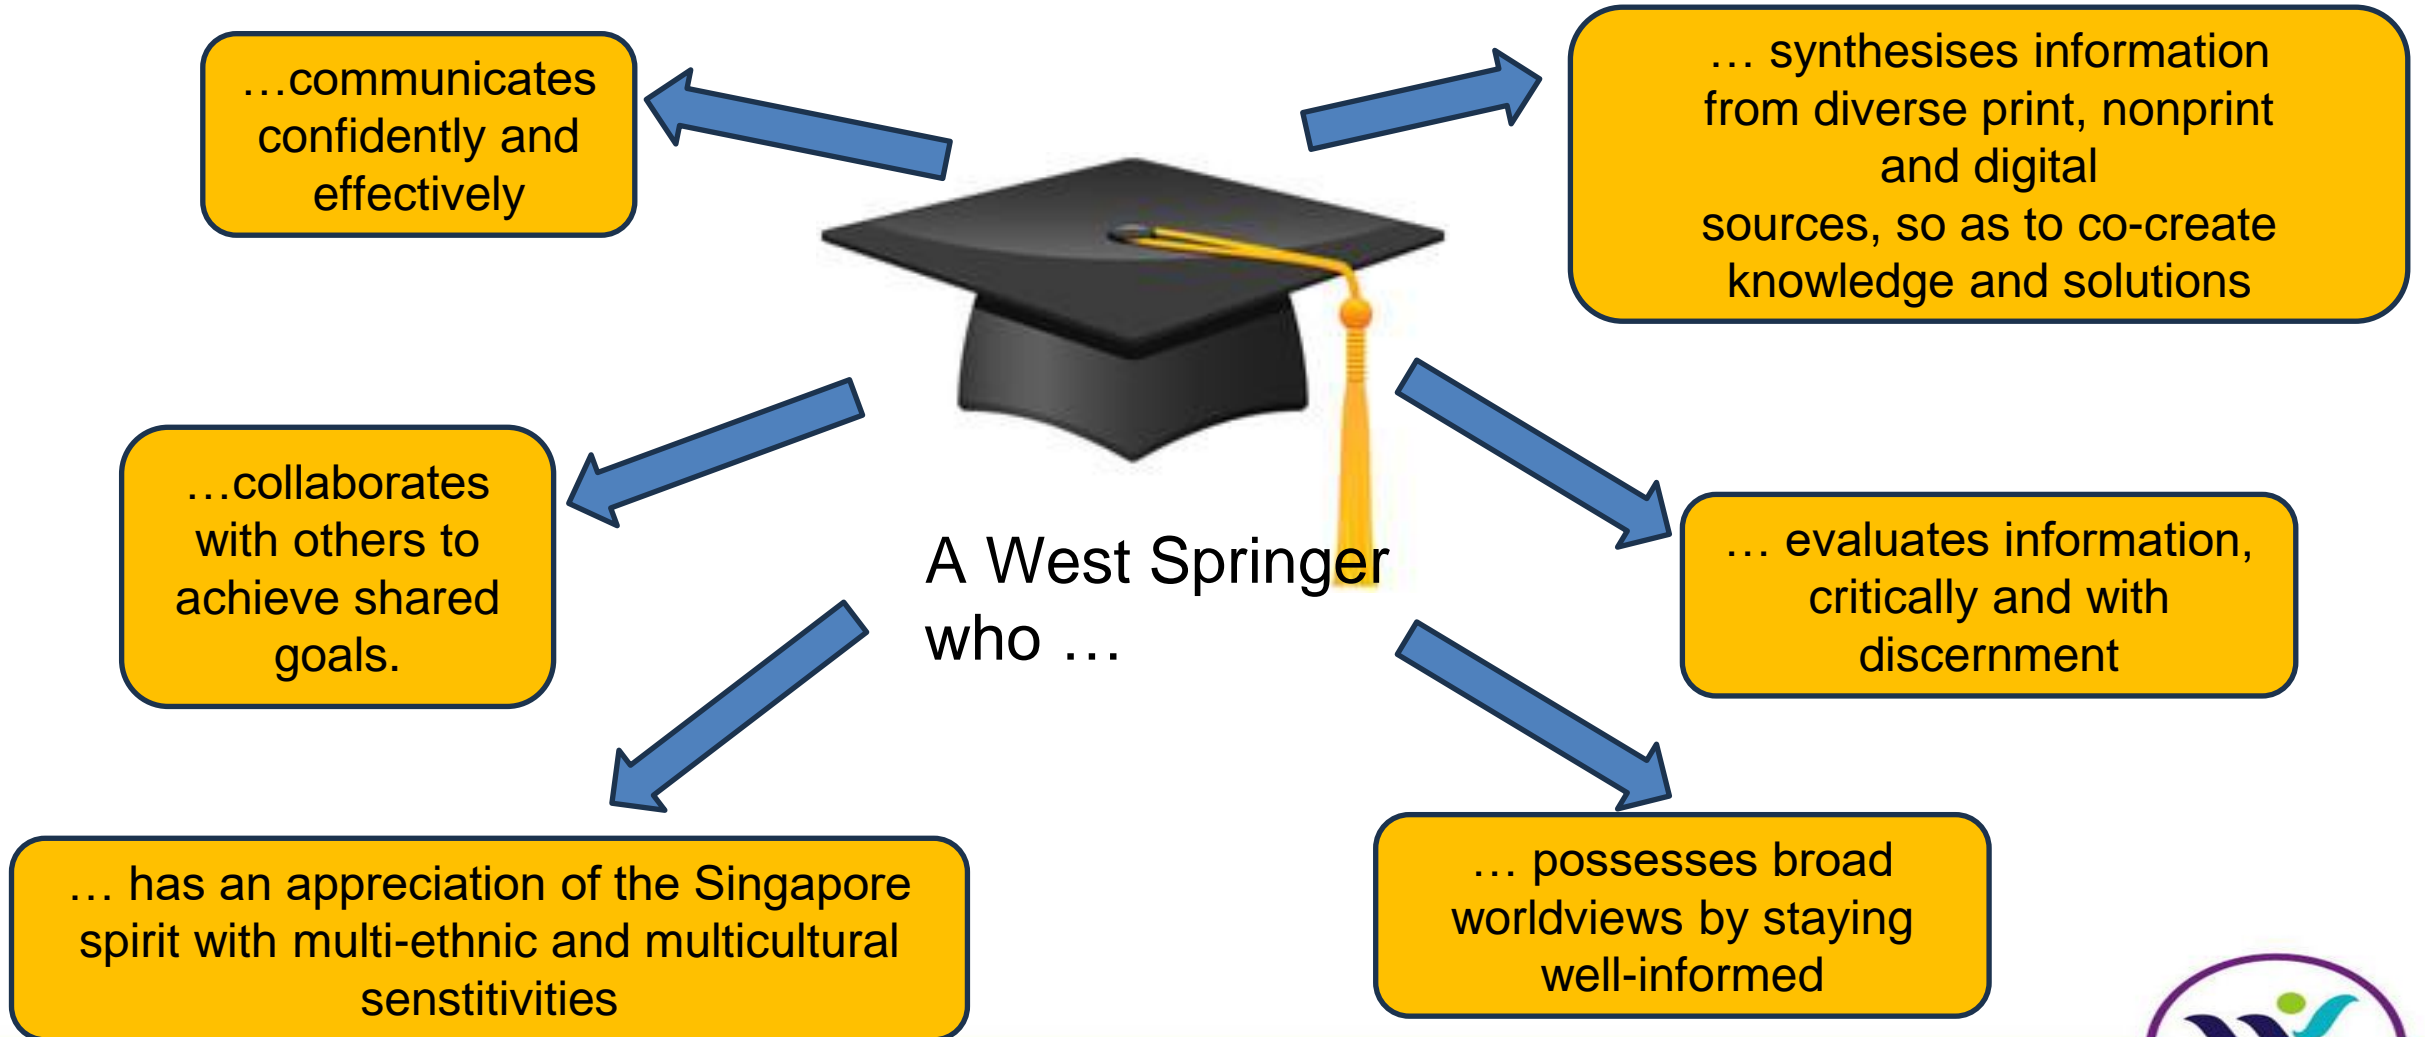 …communicates
confidently and
effectively
… synthesises information
from diverse print, nonprint
and digital
sources, so as to co-create
knowledge and solutions
…collaborates
with others to
achieve shared
goals.
A West Springer
who …
… evaluates information,
critically and with
discernment
… has an appreciation of the Singapore
spirit with multi-ethnic and multicultural
senstitivities
… possesses broad
worldviews by staying
well-informed